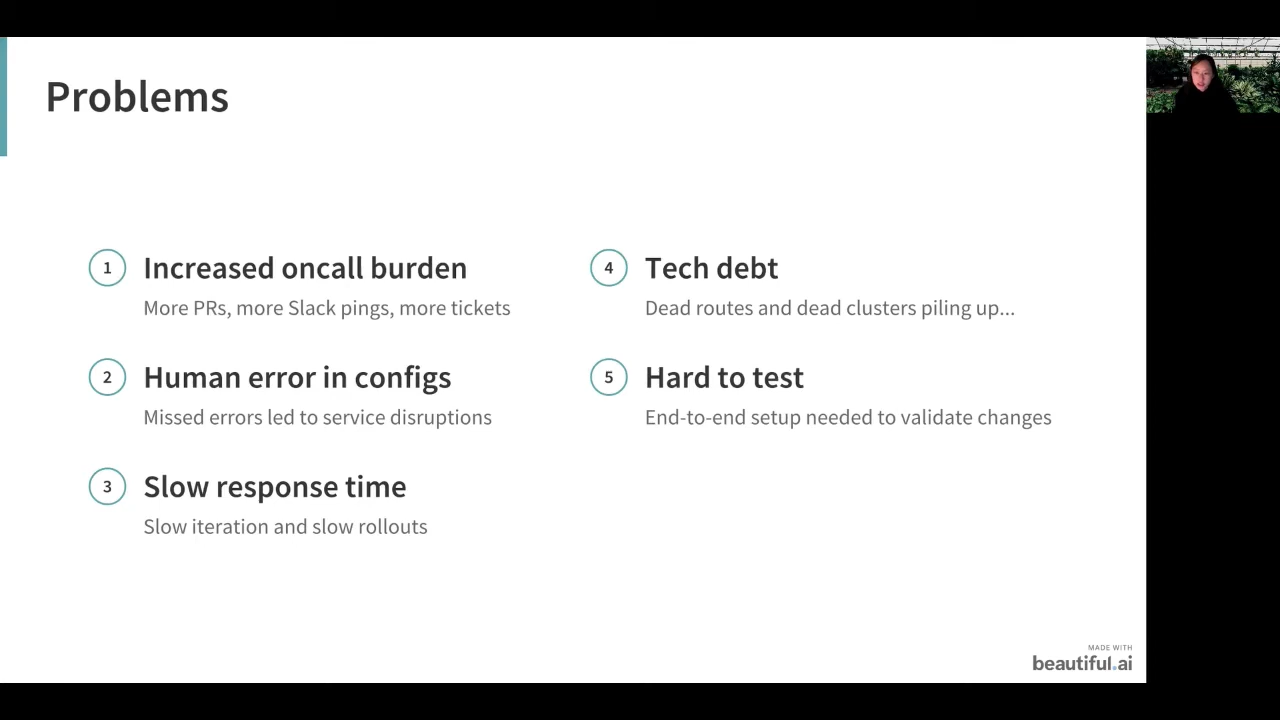 Problems
1
Increased oncall burden
More PRs, more Slack pings, more tickets
2
Human error in configs
Missed errors led to service disruptions
3
Slow response time
Slow iteration and slow rollouts
4
Tech debt
Dead routes and dead clusters piling up...
5
Hard to test
End-to-end setup needed to validate changes
MADE WITH
beautiful.ai